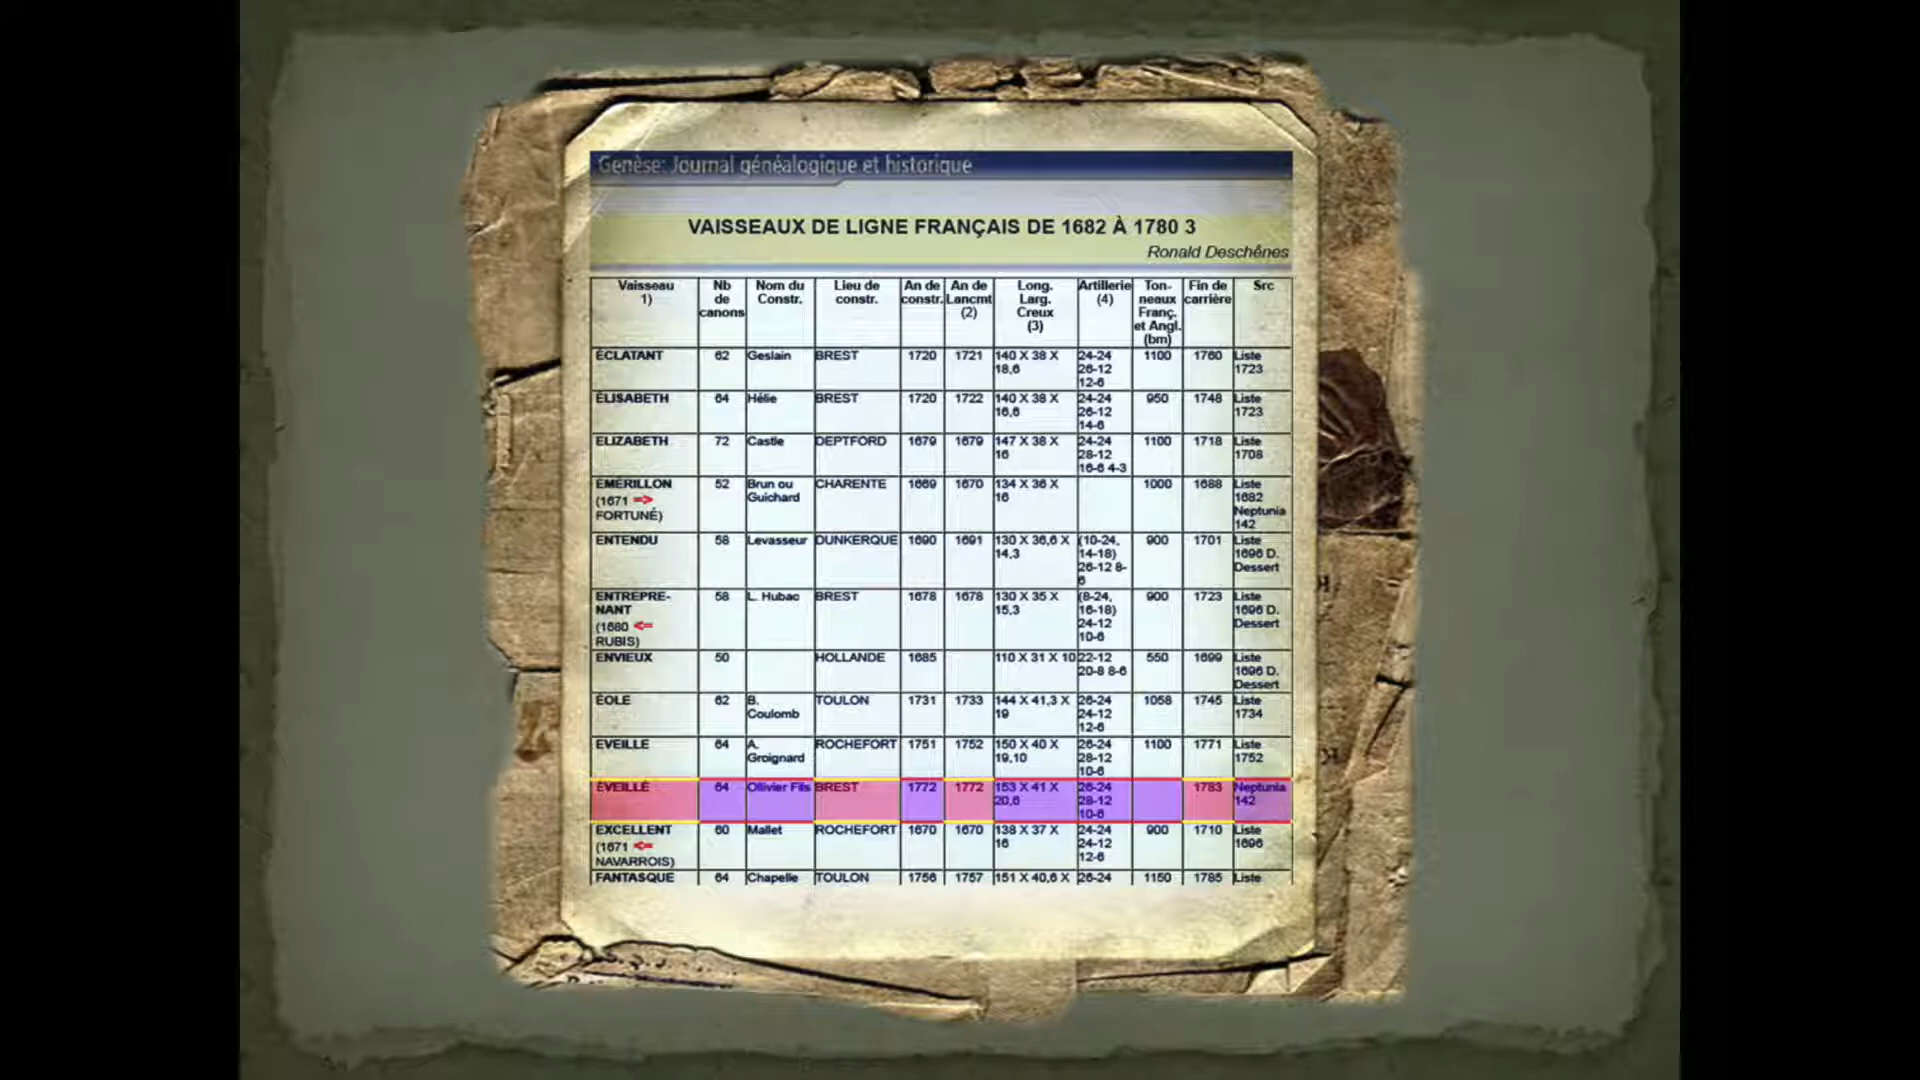 Genèse: Journal généalogique et historique
VAISSEAUX DE LIGNE FRANÇAIS DE 1682 À 1780 3
Ronald Deschênes
Vaisseau 1) Nb de canons Nom du Constr. Lieu de constr. An de constr. An de Lancmt (2) Long. Larg. Creux (3) Artillerie (4) Ton-neaux Franç. et Angl. (bm) Fin de carrière Src
ÉCLATANT 62 Geslain BREST 1720 1721 140 X 38 X 18,6 24-24 26-12 12-6 1100 1760 Liste 1723
ÉLISABETH 64 Hélie BREST 1720 1722 140 X 38 X 16,6 24-24 26-12 14-6 950 1748 Liste 1723
ELIZABETH 72 Castle DEPTFORD 1679 1679 147 X 38 X 16 24-24 28-12 16-6 4-3 1100 1718 Liste 1708
ÉMÉRILLON (1671 => FORTUNÉ) 52 Brun ou Guichard CHARENTE 1669 1670 134 X 36 X 16 1000 1688 Liste 1682 Neptunia 142
ENTENDU 58 Levasseur DUNKERQUE 1690 1691 130 X 36,6 X 14,3 (10-24, 14-18) 26-12 8-6 900 1701 Liste 1696 D. Dessert
ENTREPRE-NANT (1680 <= RUBIS) 58 L. Hubac BREST 1678 1678 130 X 35 X 15,3 (8-24, 16-18) 24-12 10-6 900 1723 Liste 1696 D. Dessert
ENVIEUX 50 HOLLANDE 1685 110 X 31 X 10 22-12 20-8 8-6 550 1699 Liste 1696 D. Dessert
ÉOLE 62 B. Coulomb TOULON 1731 1733 144 X 41,3 X 19 26-24 24-12 12-6 1058 1745 Liste 1734
EVEILLE 64 A. Groignard ROCHEFORT 1751 1752 150 X 40 X 19,10 26-24 28-12 10-6 1100 1771 Liste 1752
ÉVEILLÉ 64 Ollivier Fils BREST 1772 1772 153 X 41 X 20,6 26-24 28-12 10-6 1783 Neptunia 142
EXCELLENT (1671 <= NAVARROIS) 60 Mallet ROCHEFORT 1670 1670 138 X 37 X 16 24-24 24-12 12-6 900 1710 Liste 1696
FANTASQUE 64 Chapelle TOULON 1756 1757 151 X 40,6 X 26-24 1150 1785 Liste